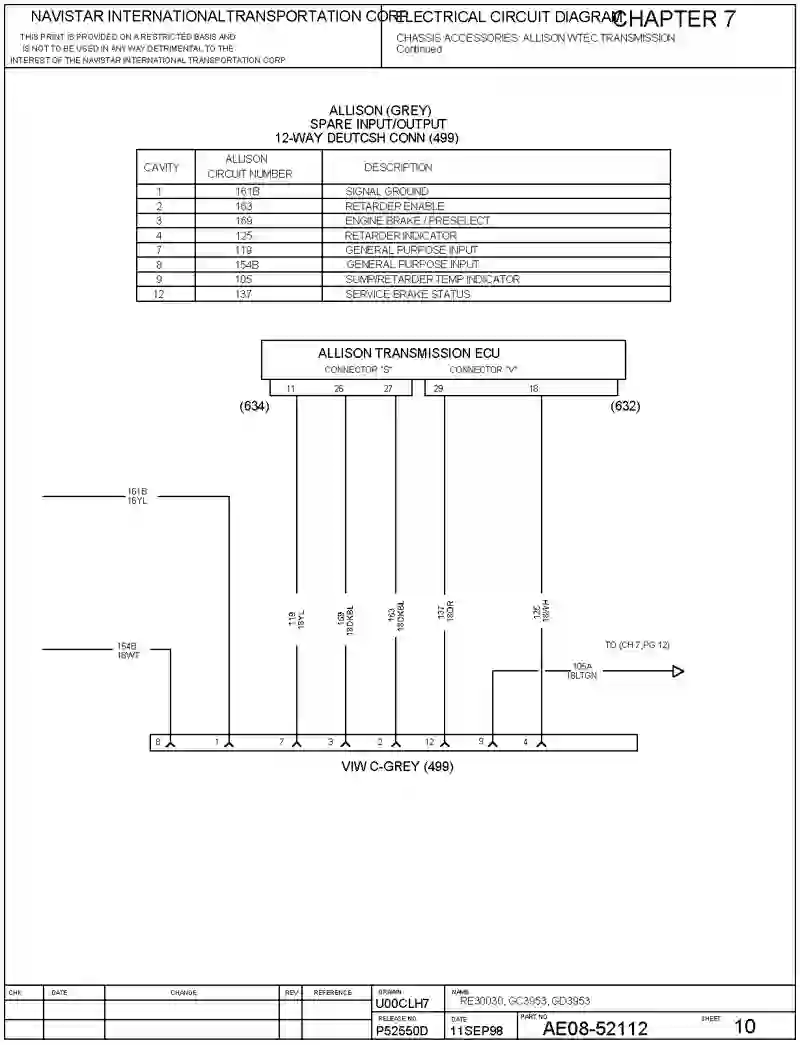 NAVISTAR INTERNATIONALTRANSPORTATION CORP.
THIS PRINT IS PROVIDED ON A RESTRICTED BASIS AND
IS NOT TO BE USED IN ANY WAY DETRIMENTAL TO THE
INTEREST OF THE NAVISTAR INTERNATIONAL TRANSPORTATION CORP
ELECTRICAL CIRCUIT DIAGRAM
CHAPTER 7
CHASSIS ACCESSORIES: ALLISON WTEC TRANSMISSION
Continued
ALLISON (GREY)
SPARE INPUT/OUTPUT
12-WAY DEUTCSH CONN (499)
CAVITY ALLISON CIRCUIT NUMBER DESCRIPTION
1 161B SIGNAL GROUND
2 163 RETARDER ENABLE
3 169 ENGINE BRAKE / PRESELECT
4 125 RETARDER INDICATOR
7 119 GENERAL PURPOSE INPUT
8 154B GENERAL PURPOSE INPUT
9 105 SUMP/RETARDER TEMP INDICATOR
12 137 SERVICE BRAKE STATUS
ALLISON TRANSMISSION ECU
CONNECTOR "S" CONNECTOR "V"
11 26 27 29 18
(634) (632)
161B
18YL
119
18YL
169
18DKBL
163
18DKBL
137
18OR
125
18WH
154B
18WT
TO (CH 7,PG 12)
105A
18LTGN
8 1 7 3 2 12 9 4
VIW C-GREY (499)
CHK DATE CHANGE REV REFERENCE
DRAWN
U00CLH7
NAME
RE30030, GC3953, GD3953
RELEASE NO.
P52550D
DATE
11SEP98
PART NO.
AE08-52112
SHEET
10